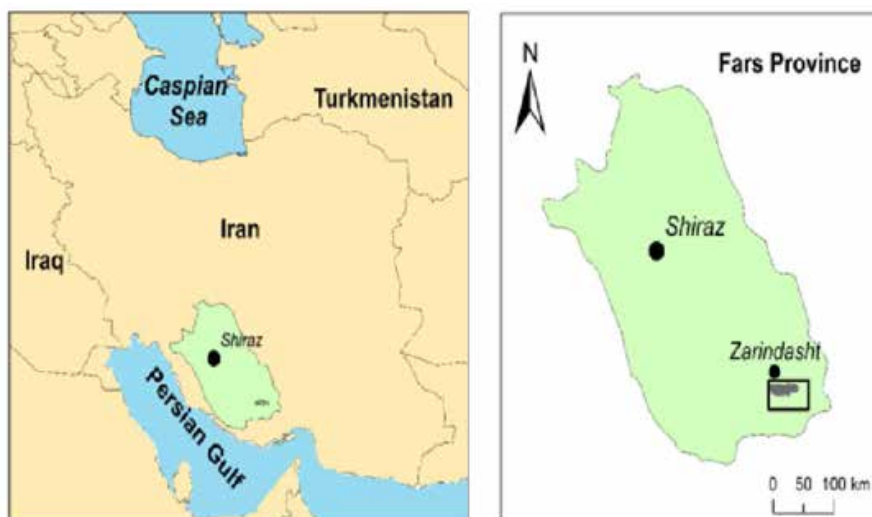 Caspian
Sea
Turkmenistan
Iran
Iraq
Shiraz
Persian Gulf
N
Fars Province
Shiraz
Zarindasht
0 50 100 km